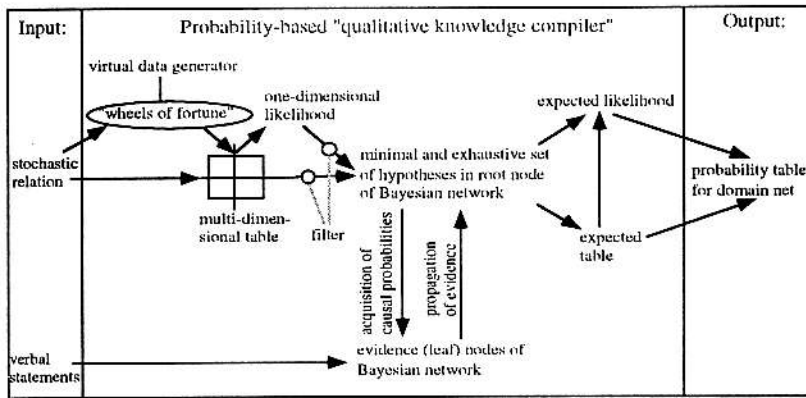 Input:
Probability-based "qualitative knowledge compiler"
Output:
virtual data generator
"wheels of fortune"
one-dimensional
likelihood
expected likelihood
stochastic
relation
minimal and exhaustive set
of hypotheses in root node
of Bayesian network
probability table
for domain net
multi-dimen-
sional table
filter
expected
table
acquisition of
causal probabilities
propagation
of evidence
verbal
statements
evidence (leaf) nodes of
Bayesian network